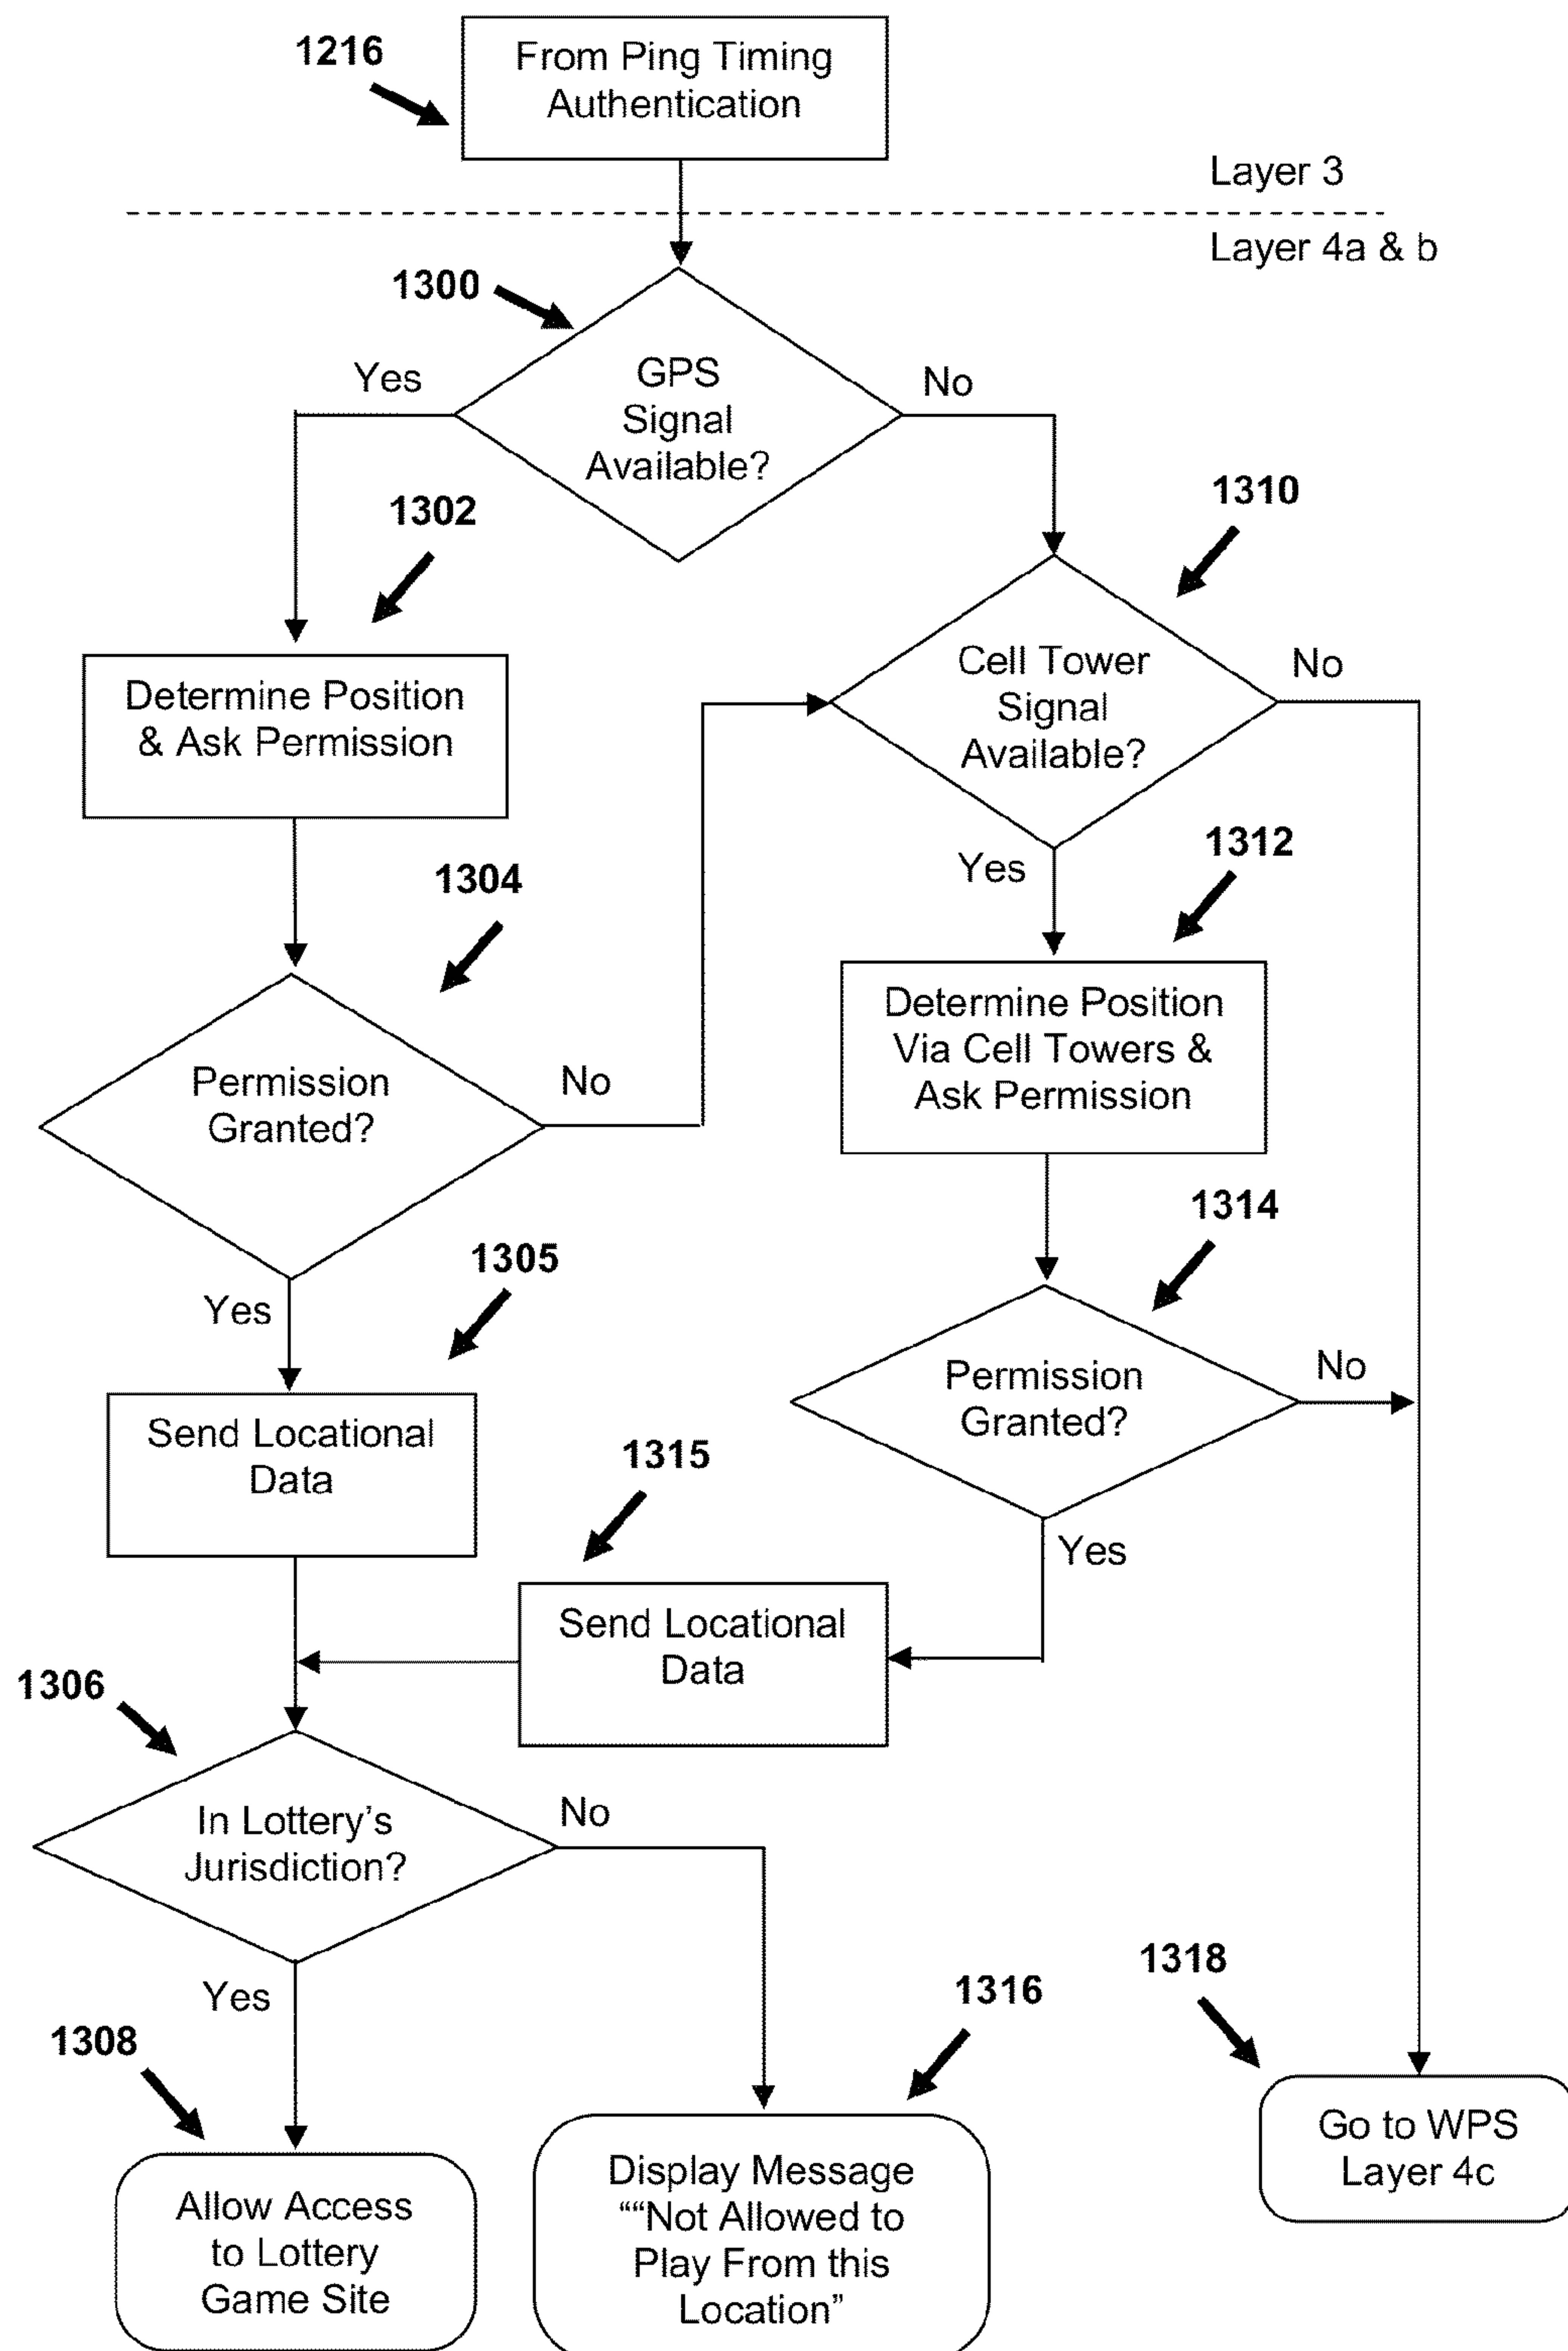 1216
From Ping Timing
Authentication
Layer 3
Layer 4a & b
1300
GPS
Signal
Available?
Yes
No
1302
1310
Determine Position
& Ask Permission
Cell Tower
Signal
Available?
No
Yes
1312
1304
Determine Position
Via Cell Towers &
Ask Permission
Permission
Granted?
No
Yes
1305
1314
Permission
Granted?
No
Yes
Send Locational
Data
1315
Send Locational
Data
1306
In Lottery’s
Jurisdiction?
No
Yes
1308
1316
1318
Allow Access
to Lottery
Game Site
Display Message
““Not Allowed to
Play From this
Location”
Go to WPS
Layer 4c